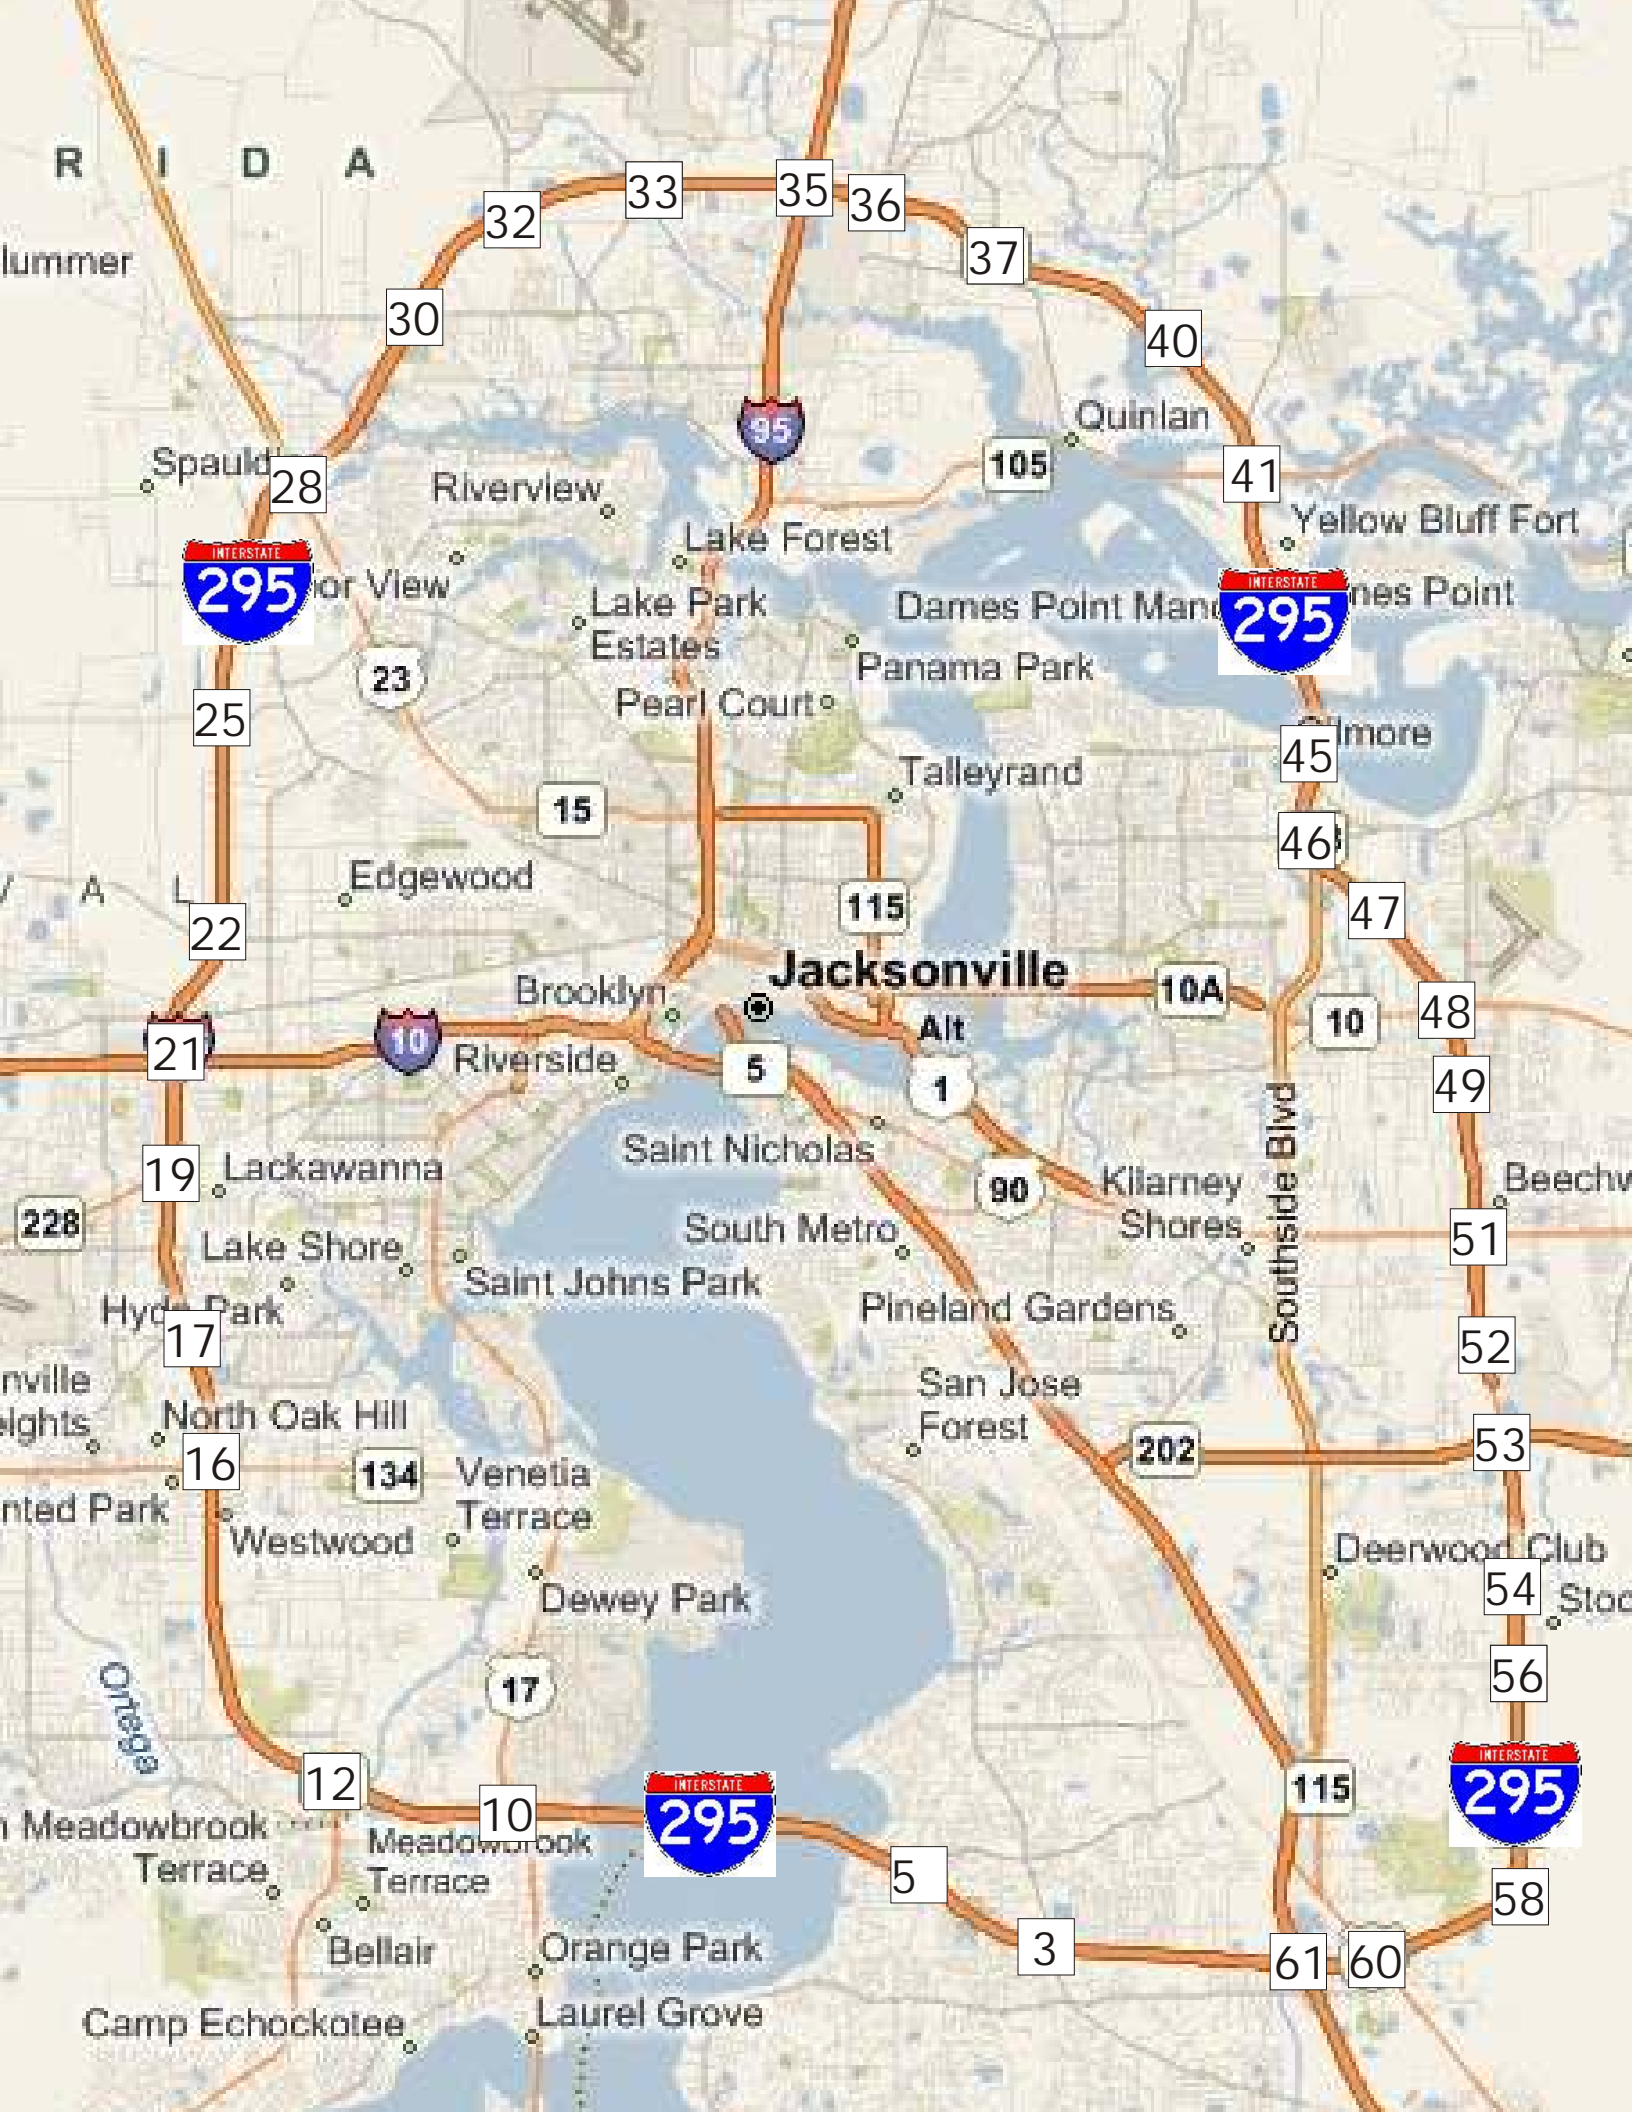 R I D A
33
35
36
32
37
lummer
30
40
Quinlan
95
105
Spauld
28
41
Riverview
Yellow Bluff Fort
Lake Forest
INTERSTATE
295
or View
INTERSTATE
295
Lake Park
Estates
Dames Point Man
nes Point
Panama Park
23
Pearl Court
25
lmore
45
Talleyrand
15
46
Edgewood
A L
115
47
22
Jacksonville
Brooklyn
10A
48
10
Alt
21
10
Riverside
5
1
49
Saint Nicholas
Southside Blvd
19
Lackawanna
90
Kilarney
Shores
Beechw
228
South Metro
51
Lake Shore
Saint Johns Park
Hyde Park
17
Pineland Gardens
52
nville
eights
San Jose
Forest
North Oak Hill
16
134
202
53
Venetia
Terrace
nted Park
Westwood
Deerwood Club
54
Stoc
Dewey Park
56
Ortega
17
12
10
INTERSTATE
295
115
INTERSTATE
295
Meadowbrook
Terrace
Meadowbrook
Terrace
5
58
Bellair
Orange Park
3
61
60
Camp Echockotee
Laurel Grove